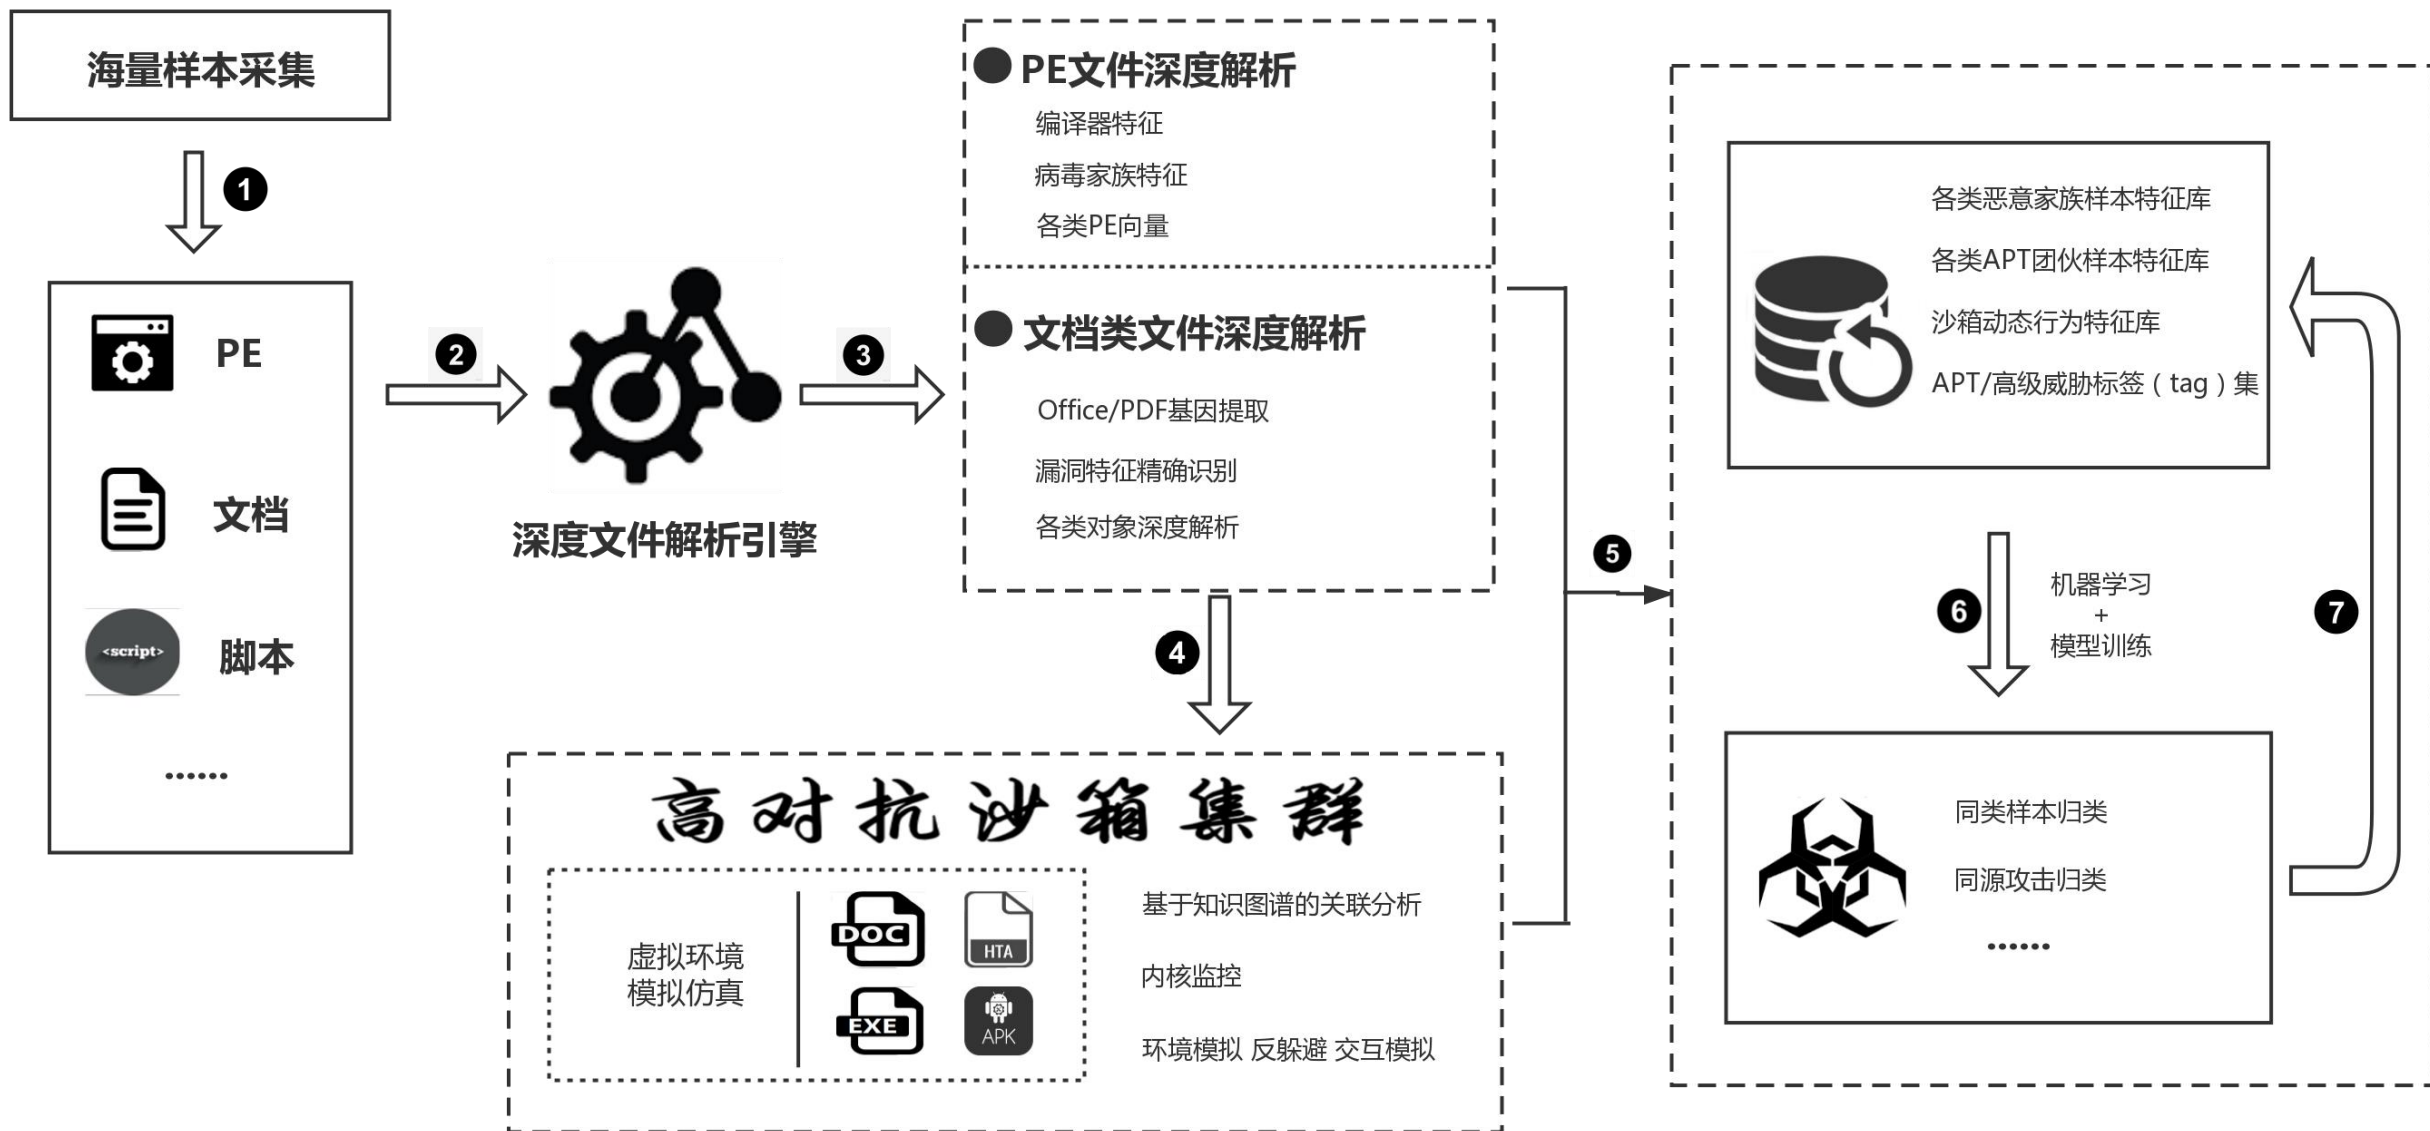 海量样本采集
1
PE
文档
<script>
脚本
......
2
深度文件解析引擎
3
PE文件深度解析
编译器特征
病毒家族特征
各类PE向量
文档类文件深度解析
Office/PDF基因提取
漏洞特征精确识别
各类对象深度解析
4
高对抗沙箱集群
虚拟环境
模拟仿真
DOC
HTA
EXE
APK
基于知识图谱的关联分析
内核监控
环境模拟 反躲避 交互模拟
5
各类恶意家族样本特征库
各类APT团伙样本特征库
沙箱动态行为特征库
APT/高级威胁标签（tag）集
6
机器学习
+
模型训练
同类样本归类
同源攻击归类
......
7